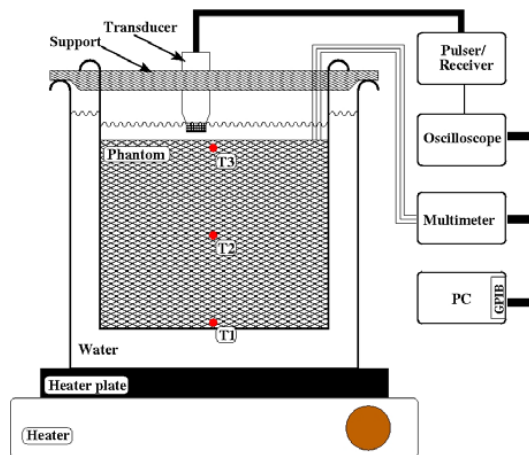 Transducer
Support
Pulser/
Receiver
Oscilloscope
Phantom
T3
Multimeter
T2
PC
GPIB
T1
Water
Heater plate
Heater